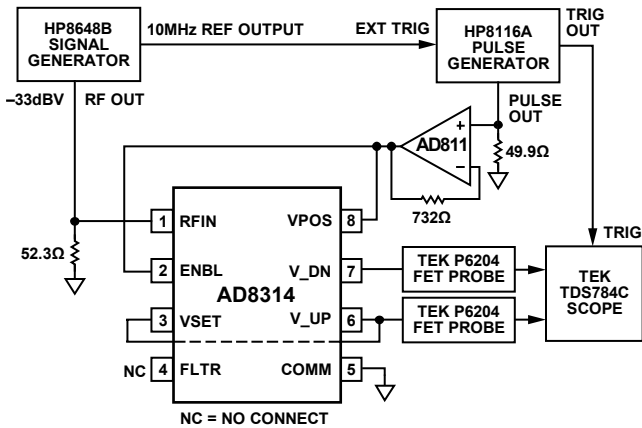 HP8648B
SIGNAL
GENERATOR
10MHz REF OUTPUT
EXT TRIG
HP8116A
PULSE
GENERATOR
TRIG
OUT
–33dBV
RF OUT
PULSE
OUT
+
AD811
–
49.9Ω
732Ω
52.3Ω
1 RFIN
VPOS 8
2 ENBL
V_DN 7
AD8314
3 VSET
V_UP 6
NC 4 FLTR
COMM 5
TEK P6204
FET PROBE
TEK P6204
FET PROBE
TRIG
TEK
TDS784C
SCOPE
NC = NO CONNECT